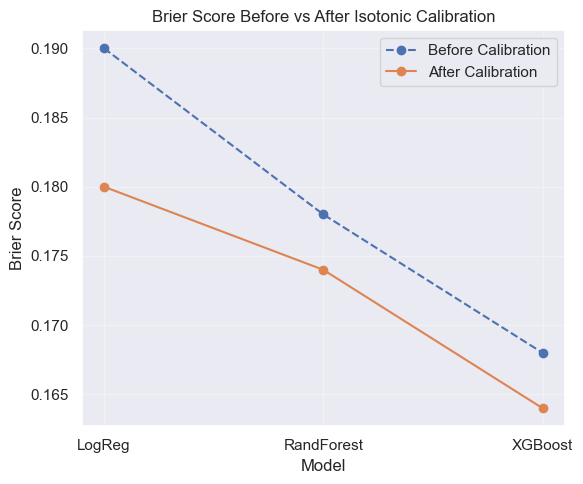 Brier Score Before vs After Isotonic Calibration
Before Calibration
After Calibration
Brier Score
0.190
0.185
0.180
0.175
0.170
0.165
LogReg
RandForest
XGBoost
Model